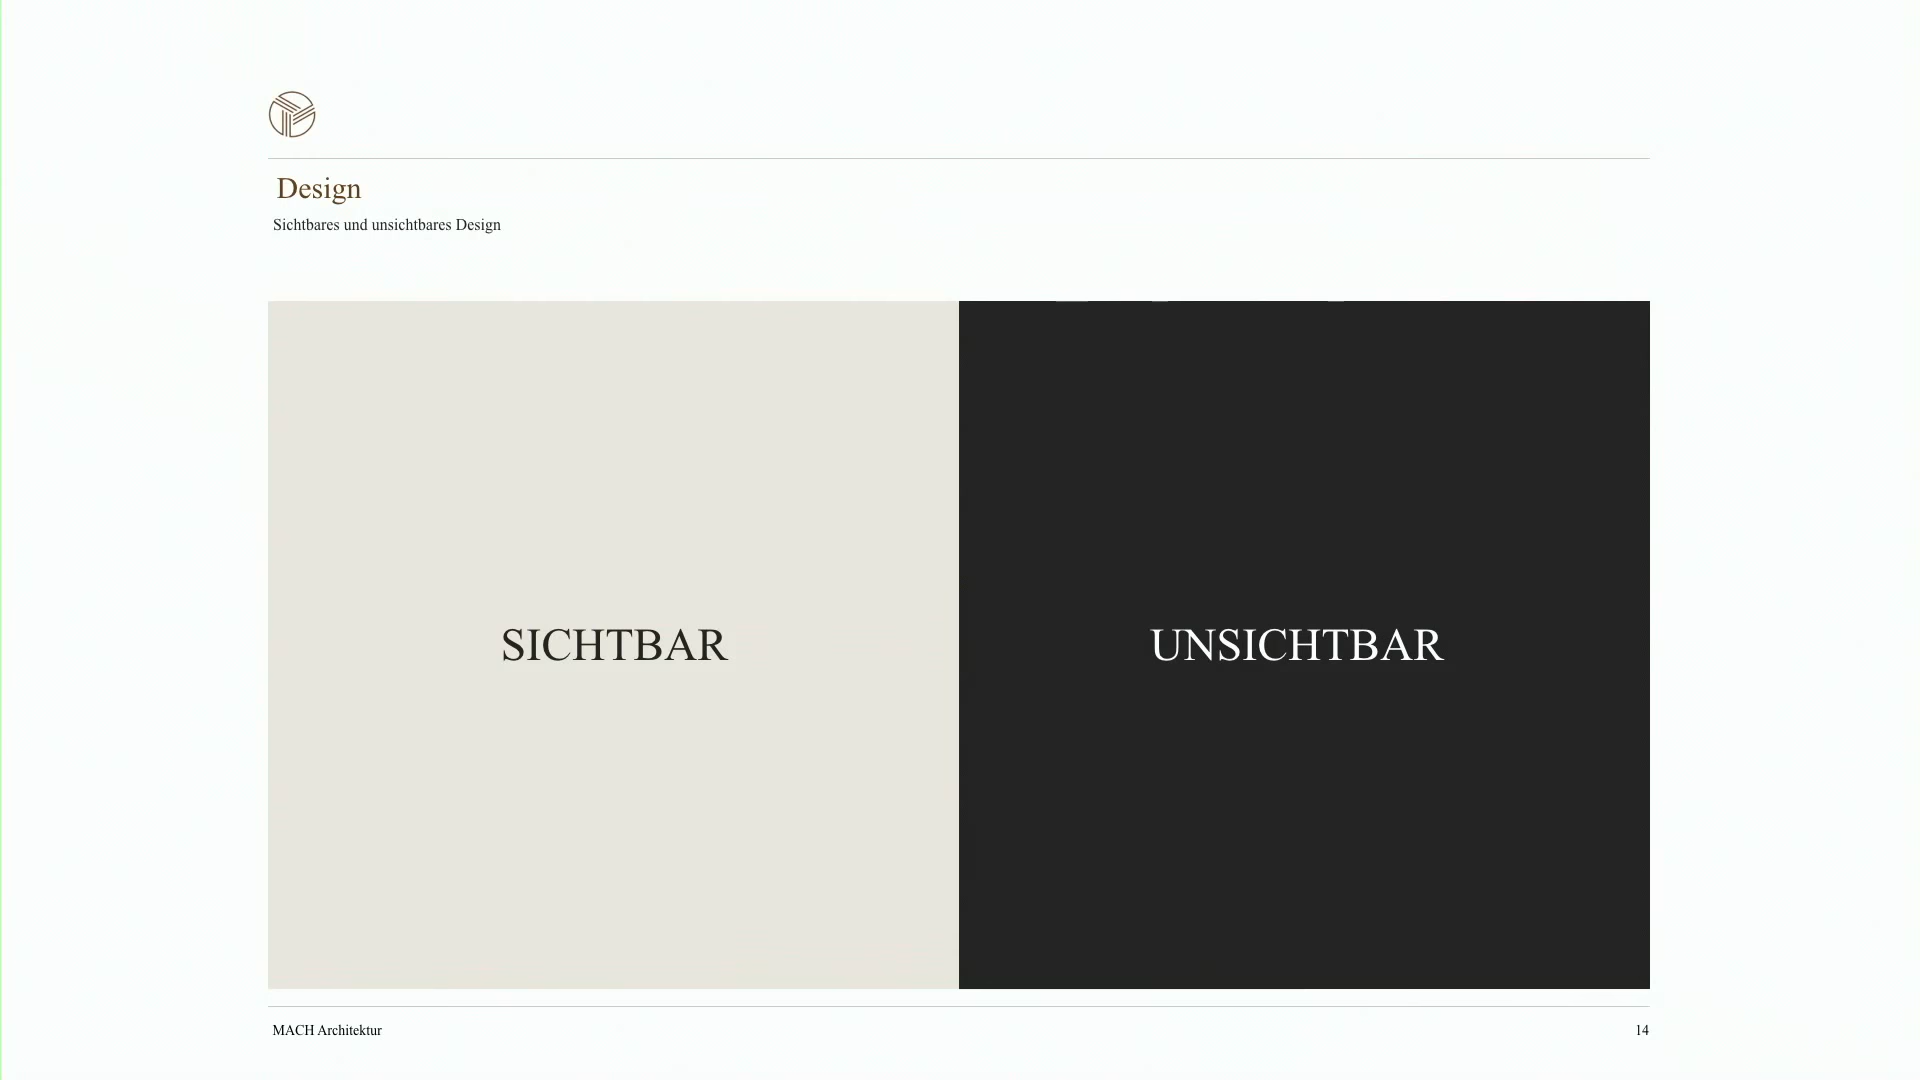 Design
Sichtbares und unsichtbares Design
SICHTBAR
UNSICHTBAR
MACH Architektur
14